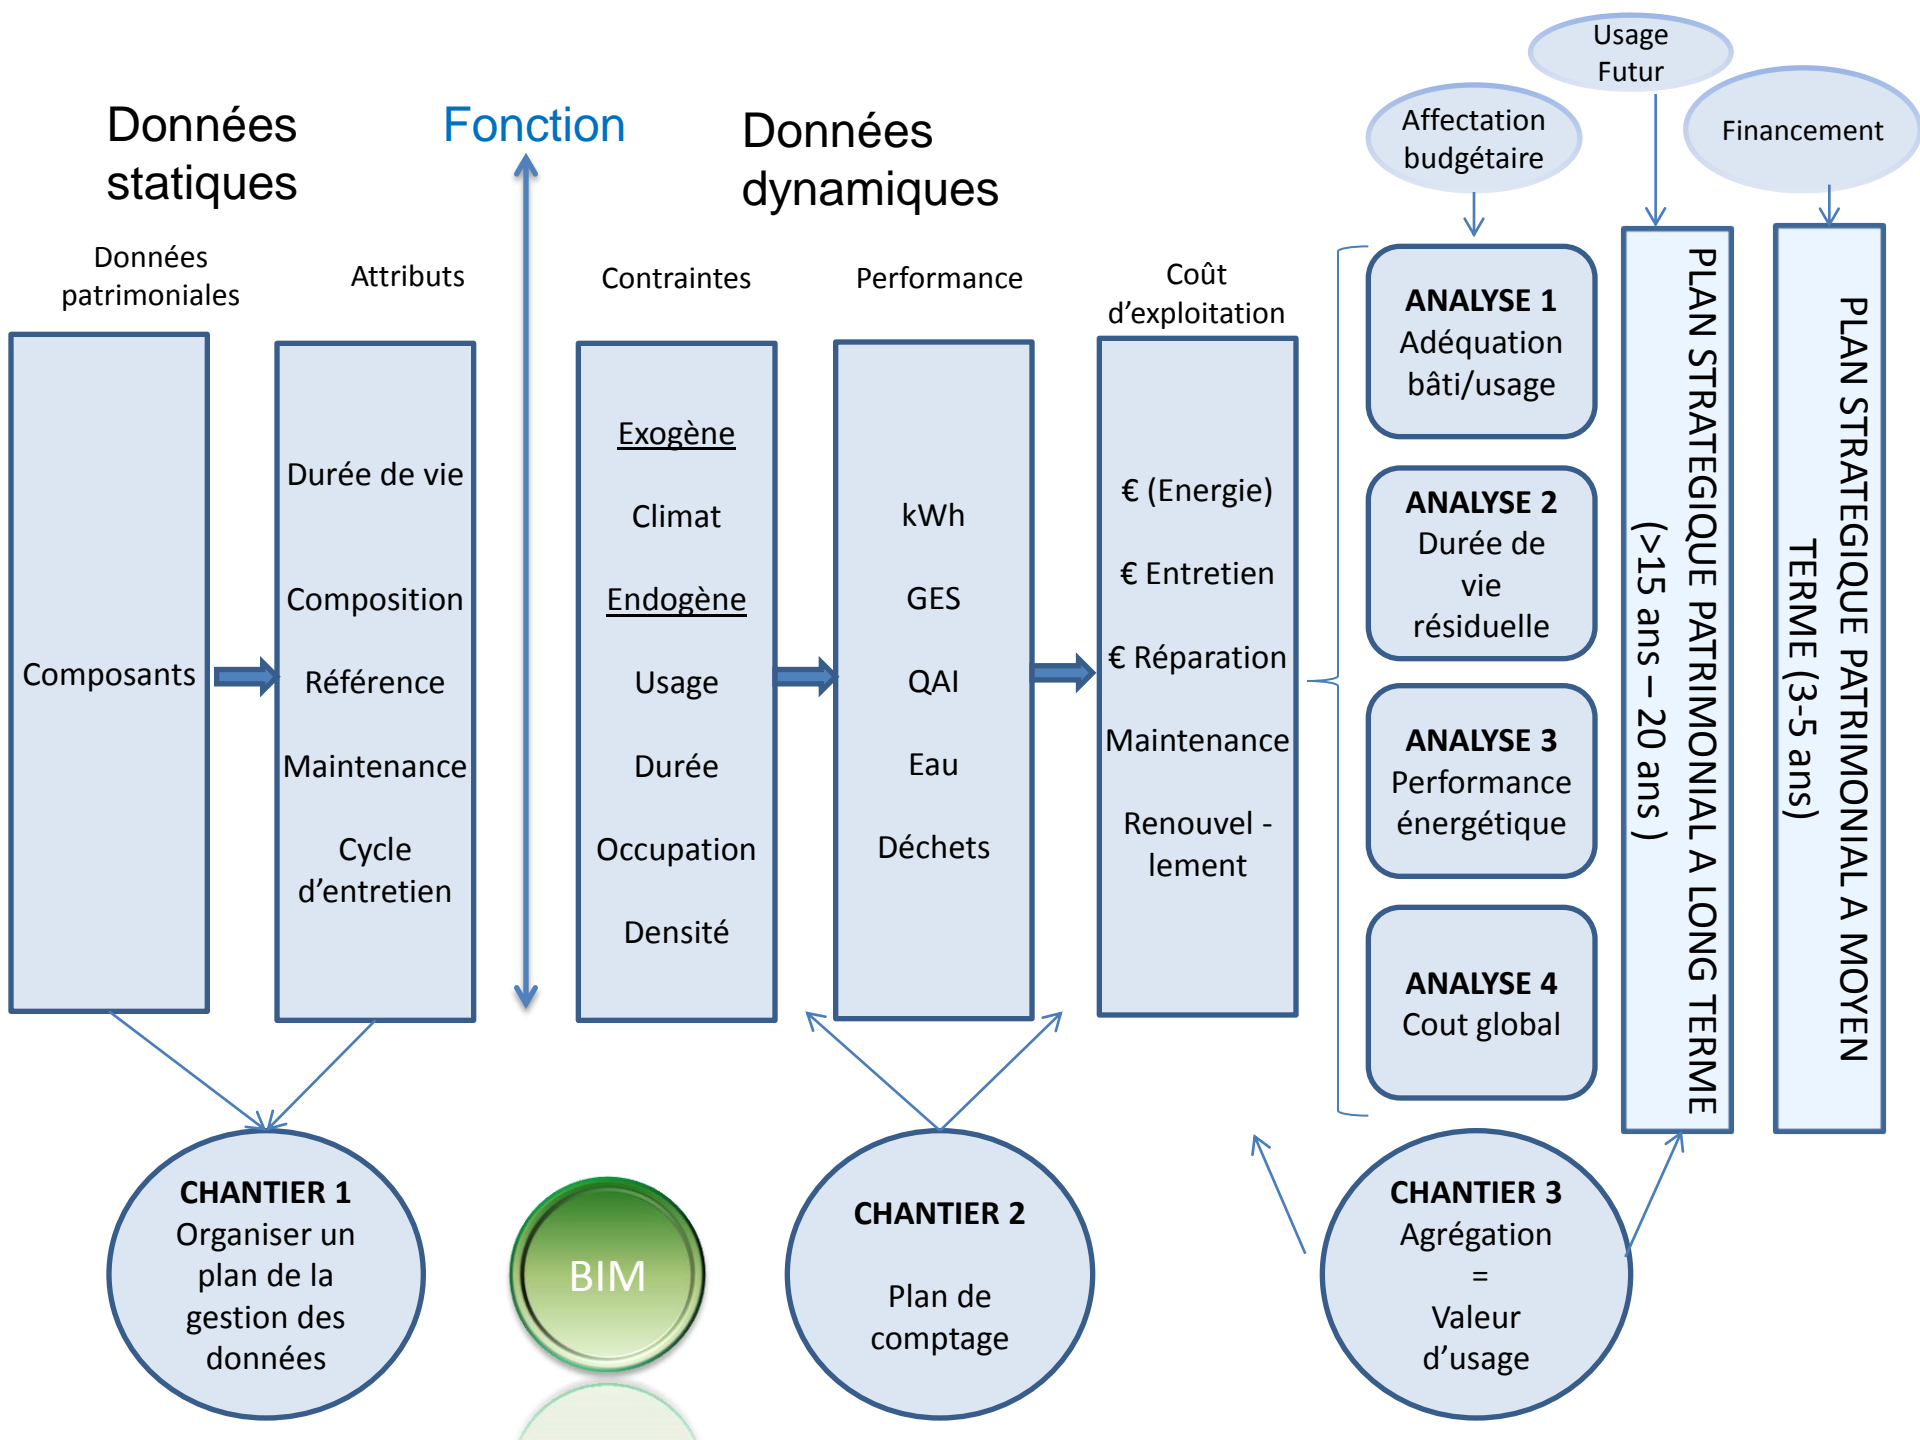 Données
statiques
Fonction
Données
dynamiques
Affectation
budgétaire
Usage
Futur
Financement
Données
patrimoniales
Attributs
Contraintes
Performance
Coût
d’exploitation
Composants
Durée de vie
Composition
Référence
Maintenance
Cycle
d’entretien
Exogène
Climat
Endogène
Usage
Durée
Occupation
Densité
kWh
GES
QAI
Eau
Déchets
€ (Energie)
€ Entretien
€ Réparation
Maintenance
Renouvel -
lement
ANALYSE 1
Adéquation
bâti/usage
ANALYSE 2
Durée de
vie
résiduelle
ANALYSE 3
Performance
énergétique
ANALYSE 4
Cout global
PLAN STRATEGIQUE PATRIMONIAL A LONG TERME
(>15 ans – 20 ans )
PLAN STRATEGIQUE PATRIMONIAL A MOYEN
TERME (3-5 ans)
CHANTIER 1
Organiser un
plan de la
gestion des
données
BIM
CHANTIER 2
Plan de
comptage
CHANTIER 3
Agrégation
=
Valeur
d’usage